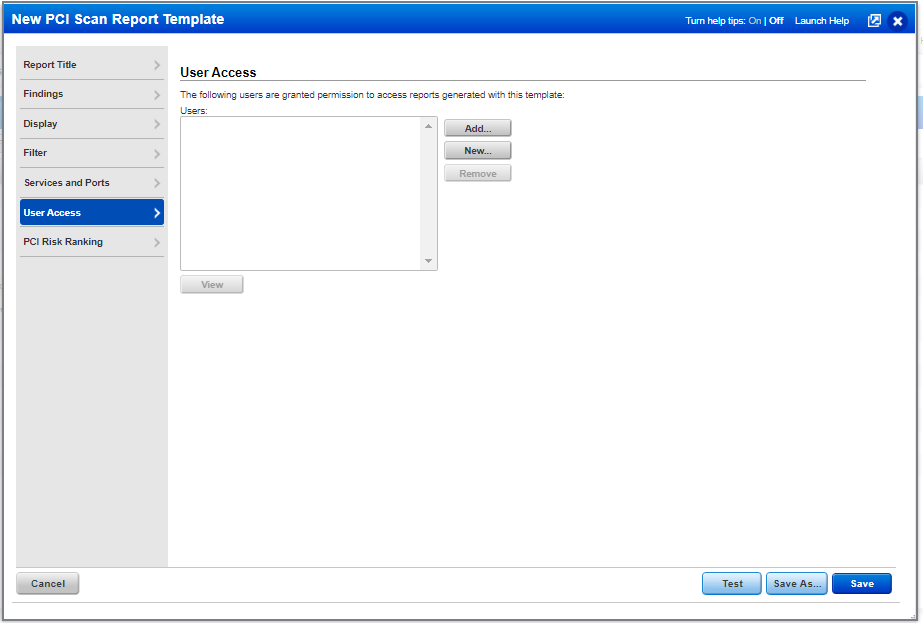 New PCI Scan Report Template
Turn help tips: On | Off Launch Help
Report Title
Findings
Display
Filter
Services and Ports
User Access
PCI Risk Ranking
User Access
The following users are granted permission to access reports generated with this template:
Users:
Add...
New...
Remove
View
Cancel
Test
Save As...
Save